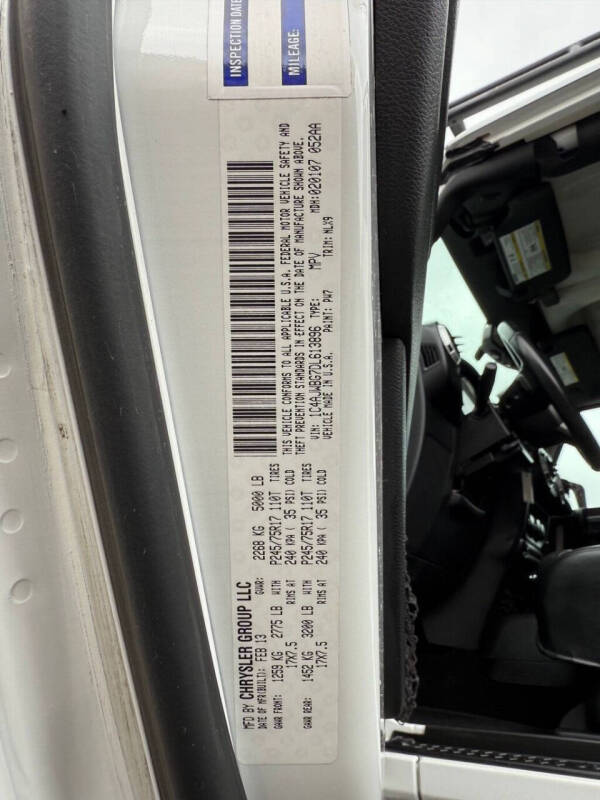 INSPECTION DATE
MILEAGE:
MFD BY CHRYSLER GROUP LLC
DATE OF MFR(BUILT): FEB 13 GVWR: 2268 KG 5000 LB
GAWR FRONT: 1259 KG 2775 LB WITH P245/75R17 110T TIRES
17X7.5 RIMS AT 240 KPA ( 35 PSI) COLD
GAWR REAR: 1452 KG 3200 LB WITH P245/75R17 110T TIRES
17X7.5 RIMS AT 240 KPA ( 35 PSI) COLD
THIS VEHICLE CONFORMS TO ALL APPLICABLE U.S.A. FEDERAL MOTOR VEHICLE SAFETY AND
THEFT PREVENTION STANDARDS IN EFFECT ON THE DATE OF MANUFACTURE SHOWN ABOVE.
VIN: 1C4AJWBG7DL613896 TYPE: MPV MDH:020107 052AA
VEHICLE MADE IN U.S.A. PAINT: PW7 TRIM: NLX9